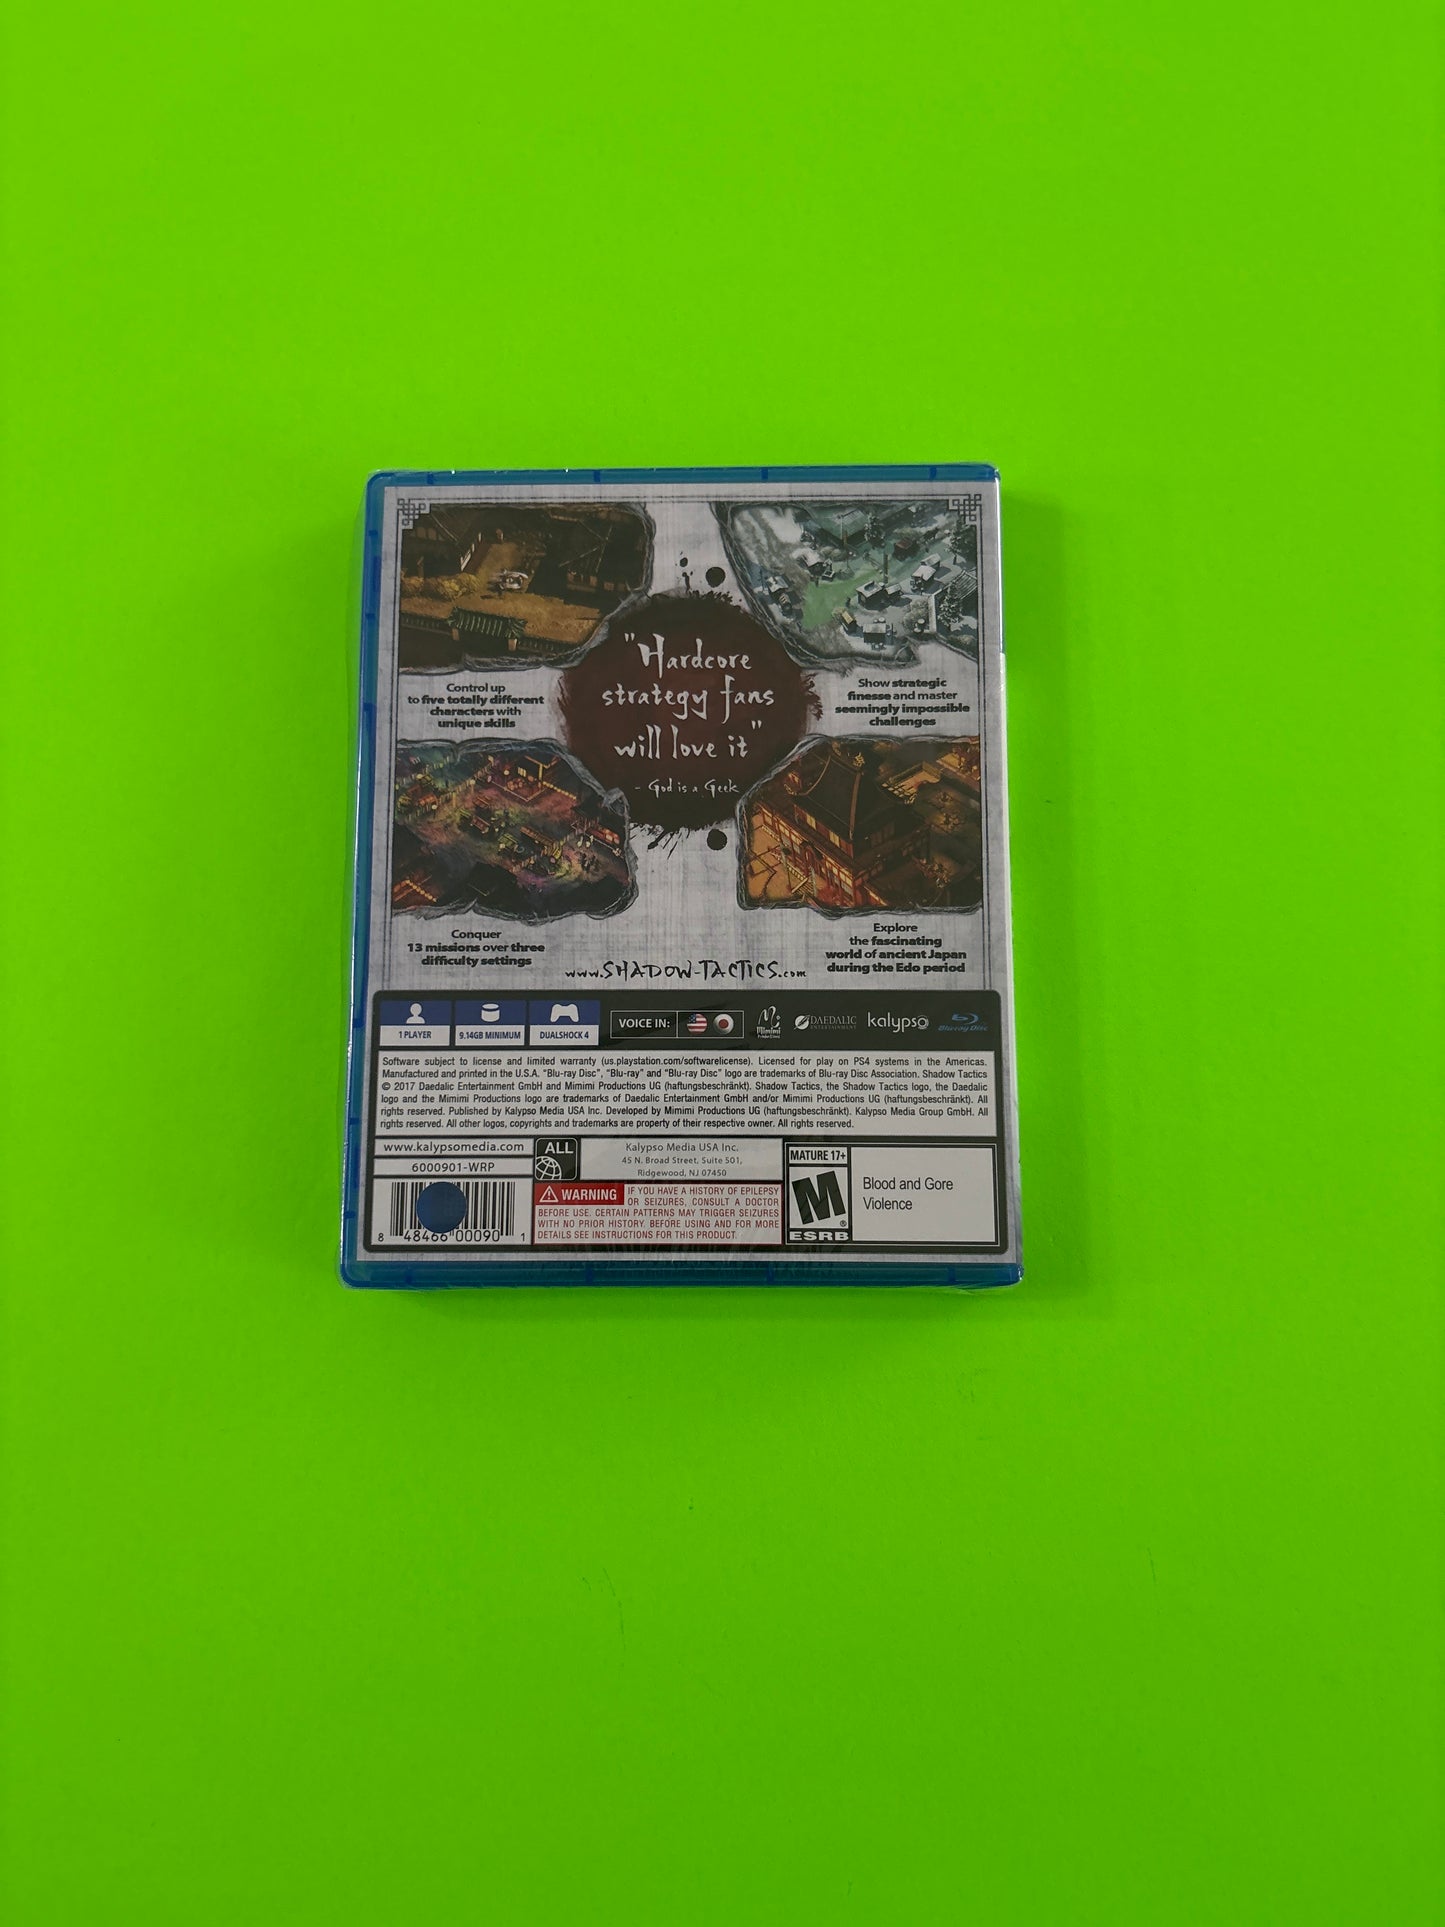 "Hardcore
strategy fans
will love it"
- God is a Geek
Control up
to five totally different
characters with
unique skills
Show strategic
finesse and master
seemingly impossible
challenges
Conquer
13 missions over three
difficulty settings
Explore
the fascinating
world of ancient Japan
during the Edo period
www.SHADOW-TACTICS.com
1 PLAYER
9.14GB MINIMUM
DUALSHOCK 4
VOICE IN:
Mimimi
DAEDALIC
ENTERTAINMENT
kalypso
Blu-ray Disc
Software subject to license and limited warranty (us.playstation.com/softwarelicense). Licensed for play on PS4 systems in the Americas.
Manufactured and printed in the U.S.A. "Blu-ray Disc", "Blu-ray" and "Blu-ray Disc" logo are trademarks of Blu-ray Disc Association. Shadow Tactics
© 2017 Daedalic Entertainment GmbH and Mimimi Productions UG (haftungsbeschränkt). Shadow Tactics, the Shadow Tactics logo, the Daedalic
logo and the Mimimi Productions logo are trademarks of Daedalic Entertainment GmbH and/or Mimimi Productions UG (haftungsbeschränkt). All
rights reserved. Published by Kalypso Media USA Inc. Developed by Mimimi Productions UG (haftungsbeschränkt). Kalypso Media Group GmbH. All
rights reserved. All other logos, copyrights and trademarks are property of their respective owner. All rights reserved.
www.kalypsomedia.com
6000901-WRP
8 48466 00090 1
ALL
Kalypso Media USA Inc.
45 N. Broad Street, Suite 501,
Ridgewood, NJ 07450
WARNING IF YOU HAVE A HISTORY OF EPILEPSY
OR SEIZURES, CONSULT A DOCTOR
BEFORE USE. CERTAIN PATTERNS MAY TRIGGER SEIZURES
WITH NO PRIOR HISTORY. BEFORE USING AND FOR MORE
DETAILS SEE INSTRUCTIONS FOR THIS PRODUCT.
MATURE 17+
M
®
ESRB
Blood and Gore
Violence